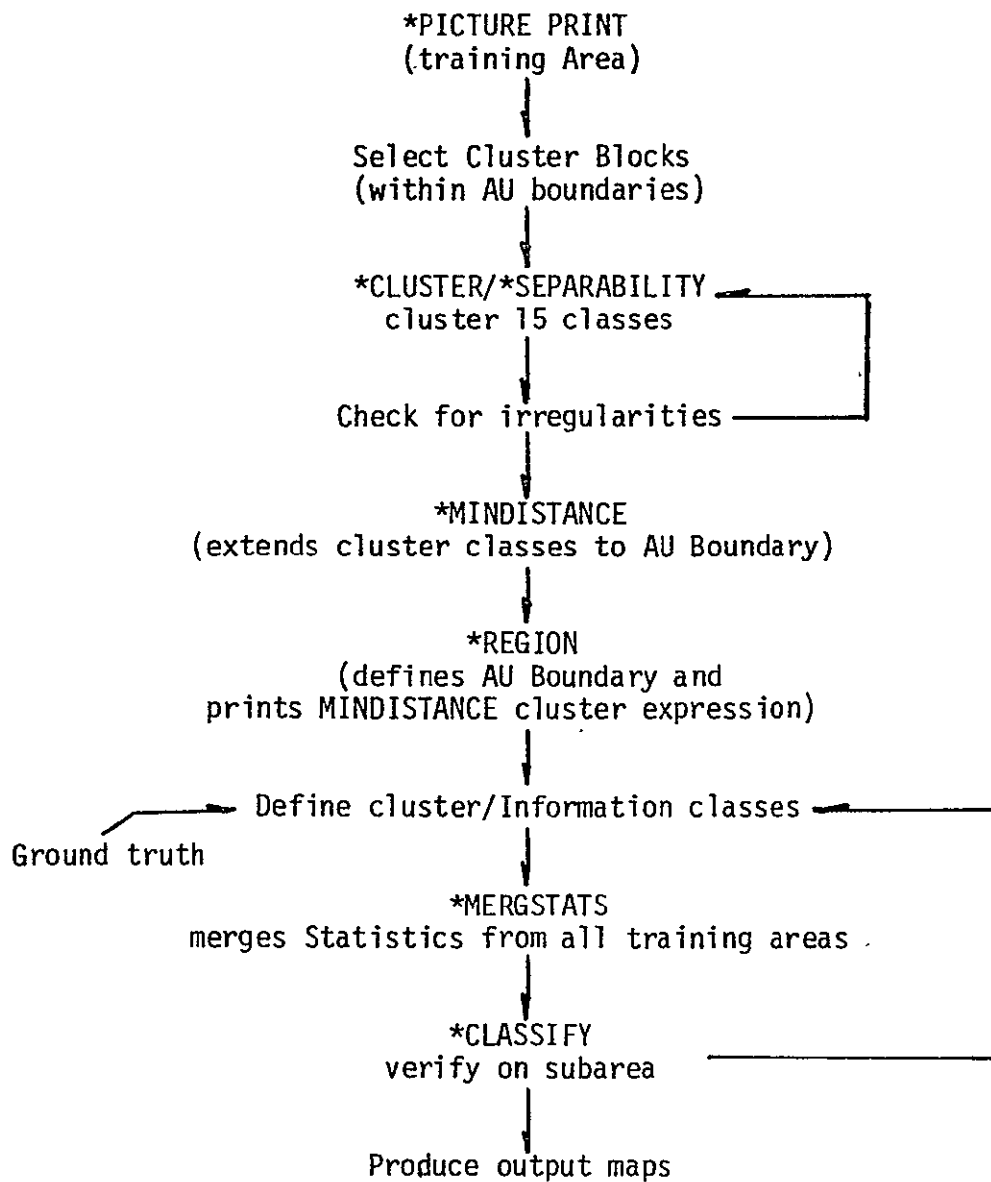 *PICTURE PRINT
(training Area)
Select Cluster Blocks
(within AU boundaries)
*CLUSTER/*SEPARABILITY
cluster 15 classes
Check for irregularities
*MINDISTANCE
(extends cluster classes to AU Boundary)
*REGION
(defines AU Boundary and
prints MINDISTANCE cluster expression)
Define cluster/Information classes
Ground truth
*MERGSTATS
merges Statistics from all training areas
*CLASSIFY
verify on subarea
Produce output maps